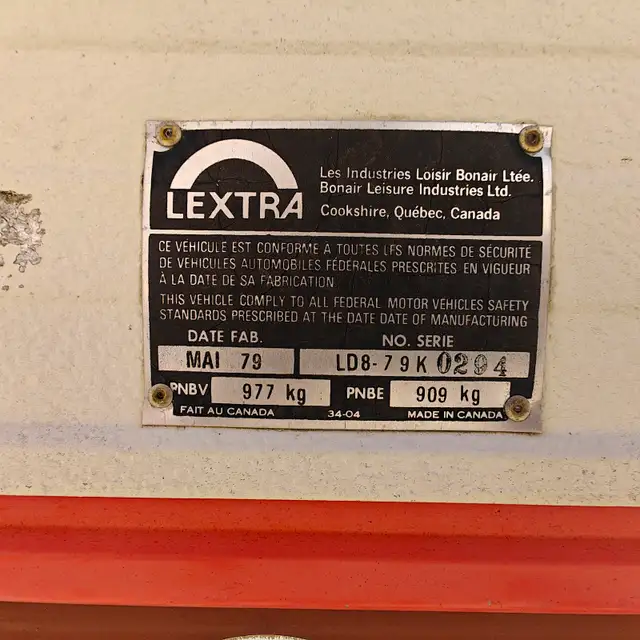 LEXTRA
Les Industries Loisir Bonair Ltée.
Bonair Leisure Industries Ltd.
Cookshire, Québec, Canada
CE VÉHICULE EST CONFORME À TOUTES LES NORMES DE SÉCURITÉ
DE VEHICULES AUTOMOBILES FÉDÉRALES PRESCRITES EN VIGUEUR
À LA DATE DE SA FABRICATION
THIS VEHICLE COMPLY TO ALL FEDERAL MOTOR VEHICLES SAFETY
STANDARDS PRESCRIBED AT THE DATE DATE OF MANUFACTURING
DATE FAB. NO. SERIE
MAI 79 LD8-79K 0294
PNBV 977 kg PNBE 909 kg
FAIT AU CANADA 34-04 MADE IN CANADA